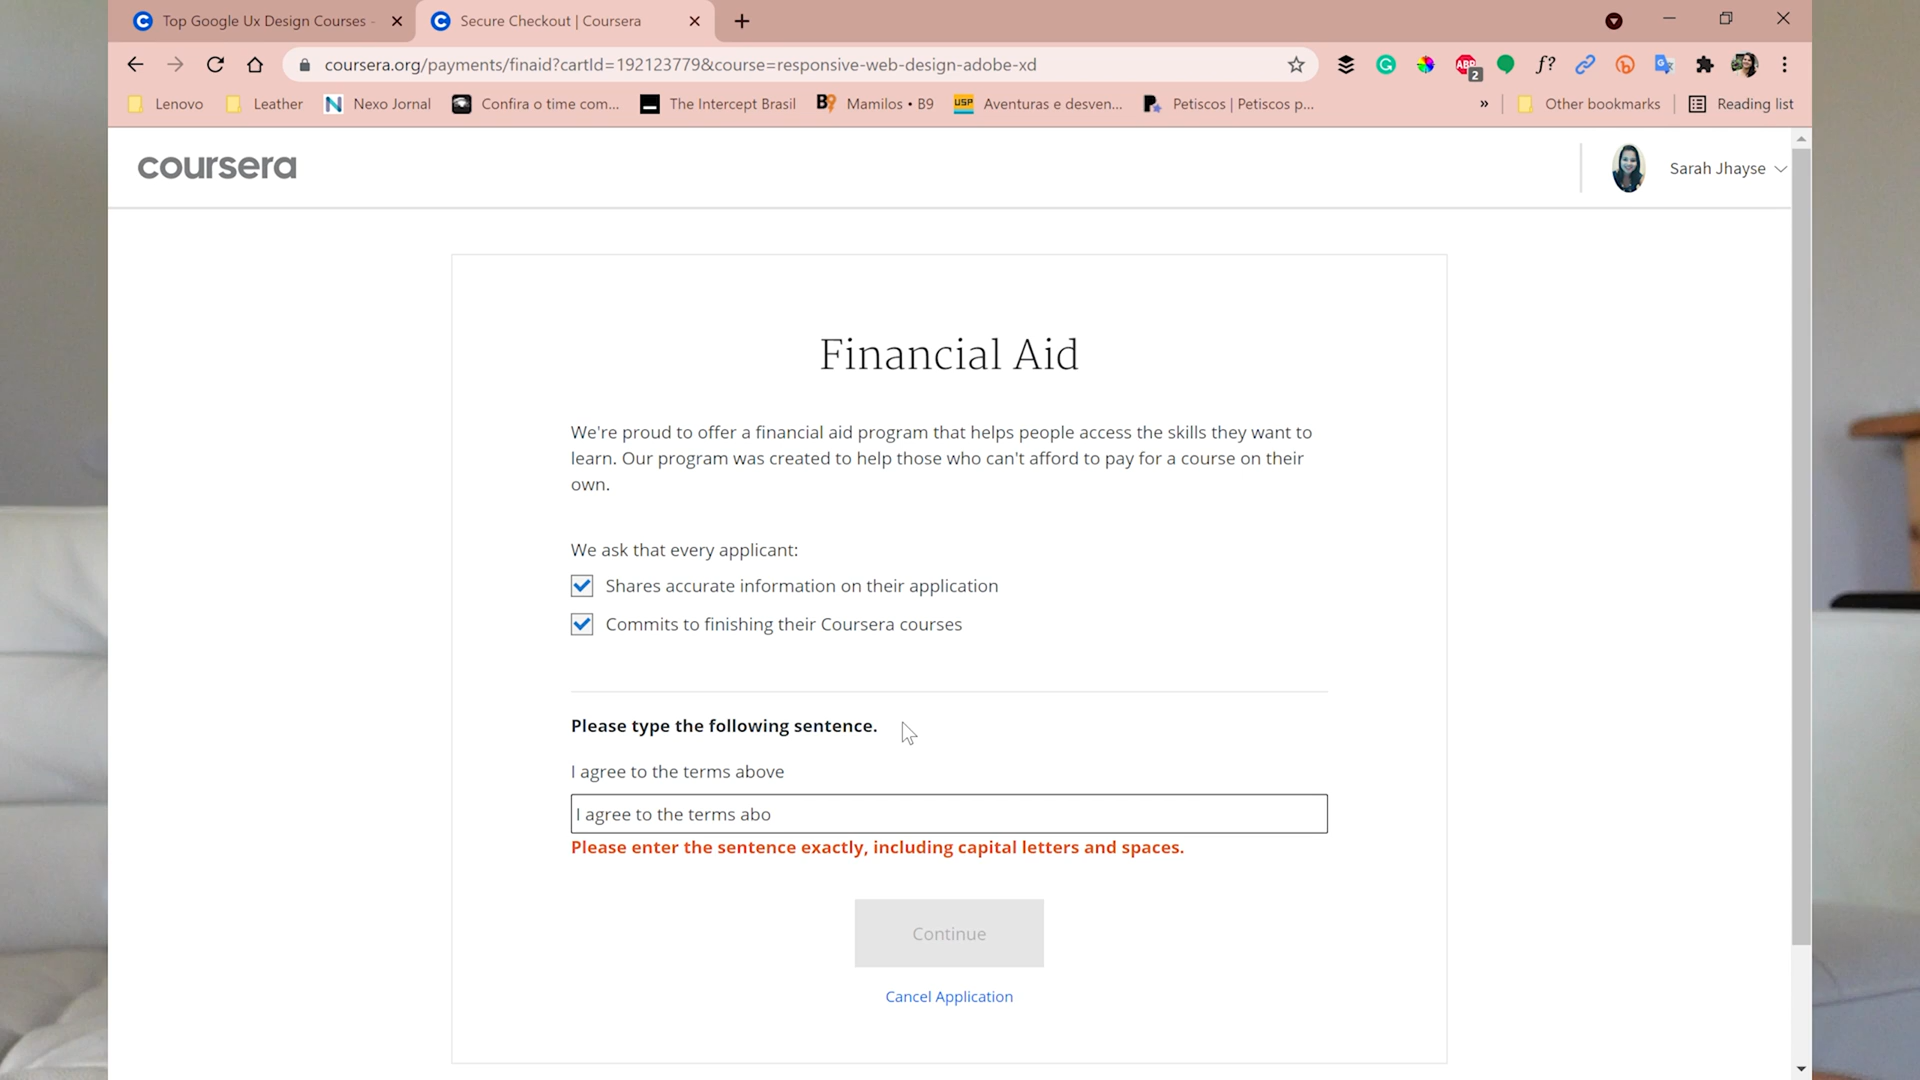 Top Google Ux Design Courses -
Secure Checkout | Coursera
coursera.org/payments/finaid?cartId=192123779&course=responsive-web-design-adobe-xd
ABP
2
f?
Lenovo
Leather
N
Nexo Jornal
Confira o time com...
The Intercept Brasil
B9
Mamilos • B9
USP
Aventuras e desven...
Petiscos | Petiscos p...
»
Other bookmarks
Reading list
coursera
Sarah Jhayse
Financial Aid
We're proud to offer a financial aid program that helps people access the skills they want to
learn. Our program was created to help those who can't afford to pay for a course on their
own.
We ask that every applicant:
Shares accurate information on their application
Commits to finishing their Coursera courses
Please type the following sentence.
I agree to the terms above
I agree to the terms abo
Please enter the sentence exactly, including capital letters and spaces.
Continue
Cancel Application